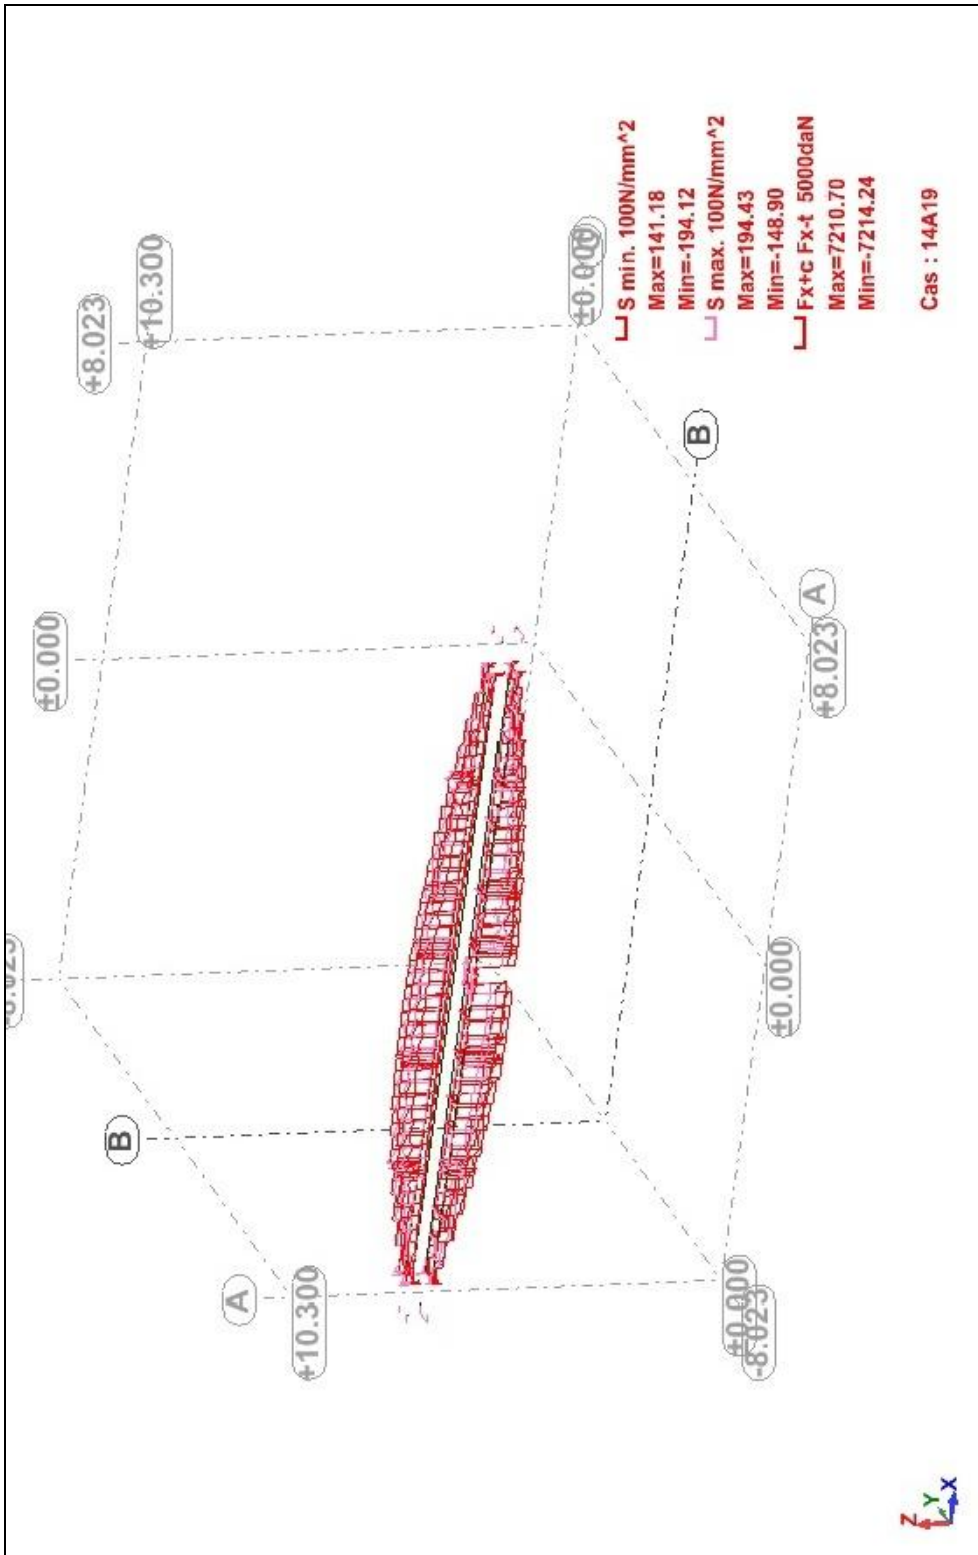 +8.023
+10.300
±0.000
±0.000
B
A
+10.300
B
A
+8.023
±0.000
±0.000
-8.023
S min. 100N/mm^2
Max=141.18
Min=-194.12
S max. 100N/mm^2
Max=194.43
Min=-148.90
Fx+c Fx-t 5000daN
Max=7210.70
Min=-7214.24
Cas : 14A19
Z
Y
X